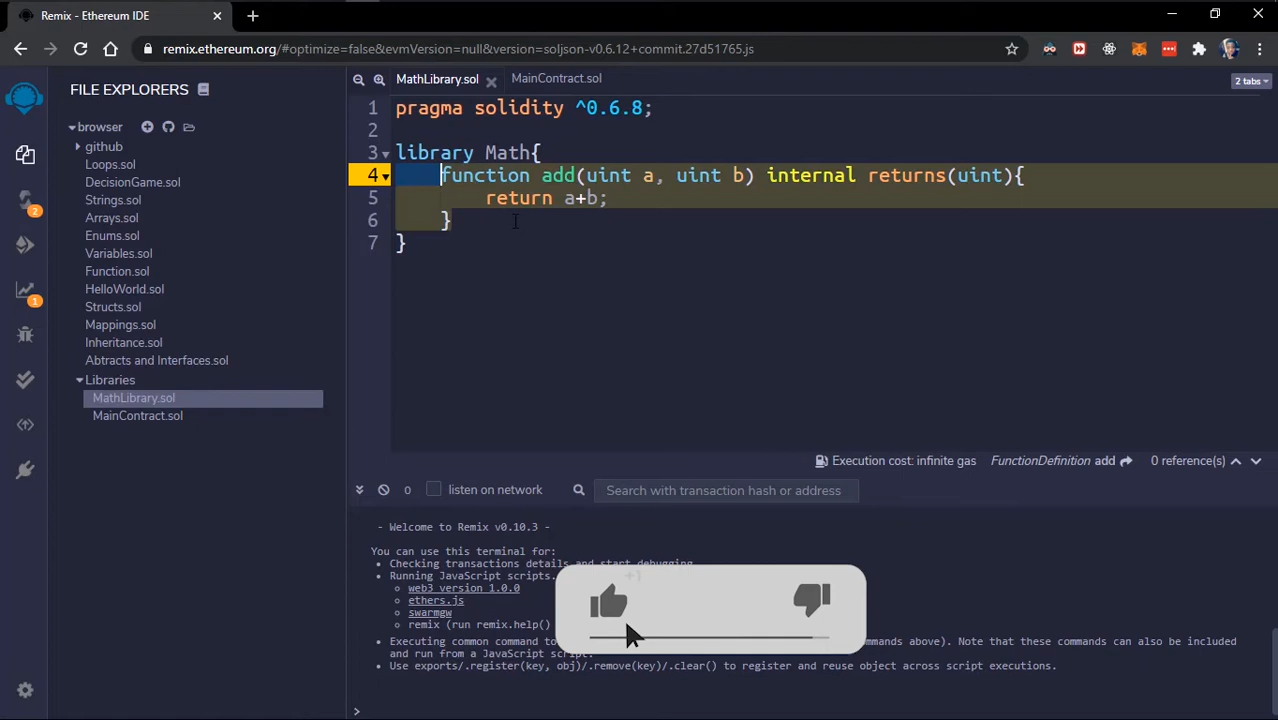 Remix - Ethereum IDE
remix.ethereum.org/#optimize=false&evmVersion=null&version=soljson-v0.6.12+commit.27d51765.js
FILE EXPLORERS
browser
github
Loops.sol
DecisionGame.sol
Strings.sol
Arrays.sol
Enums.sol
Variables.sol
Function.sol
HelloWorld.sol
Structs.sol
Mappings.sol
Inheritance.sol
Abtracts and Interfaces.sol
Libraries
MathLibrary.sol
MainContract.sol
2
1
MathLibrary.sol
MainContract.sol
2 tabs
1 pragma solidity ^0.6.8;
2
3 library Math{
4 function add(uint a, uint b) internal returns(uint){
5 return a+b;
6 }
7 }
Execution cost: infinite gas FunctionDefinition add 0 reference(s)
0 listen on network Search with transaction hash or address
- Welcome to Remix v0.10.3 -
You can use this terminal for:
• Checking transactions details and start debugging.
• Running JavaScript scripts.
web3 version 1.0.0
ethers.js
swarmgw
remix (run remix.help()
+1
• Executing common command to ommands above). Note that these commands can also be included
and run from a JavaScript script.
• Use exports/.register(key, obj)/.remove(key)/.clear() to register and reuse object across script executions.
>